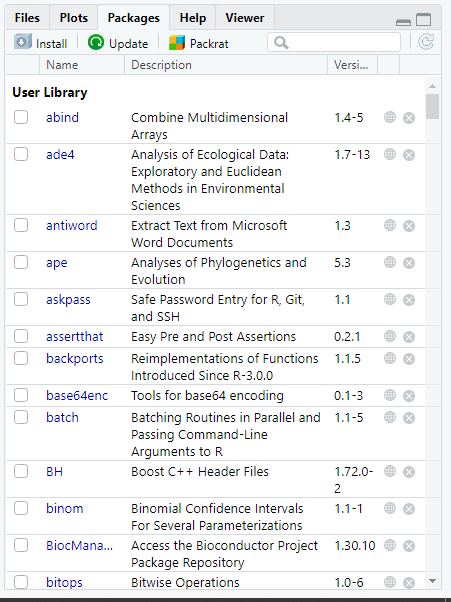 Files Plots Packages Help Viewer
Install Update Packrat
Name Description Versi...
User Library
abind Combine Multidimensional 1.4-5
Arrays
ade4 Analysis of Ecological Data: 1.7-13
Exploratory and Euclidean
Methods in Environmental
Sciences
antiword Extract Text from Microsoft 1.3
Word Documents
ape Analyses of Phylogenetics and 5.3
Evolution
askpass Safe Password Entry for R, Git, 1.1
and SSH
assertthat Easy Pre and Post Assertions 0.2.1
backports Reimplementations of Functions 1.1.5
Introduced Since R-3.0.0
base64enc Tools for base64 encoding 0.1-3
batch Batching Routines in Parallel and 1.1-5
Passing Command-Line
Arguments to R
BH Boost C++ Header Files 1.72.0-
2
binom Binomial Confidence Intervals 1.1-1
For Several Parameterizations
BiocMana... Access the Bioconductor Project 1.30.10
Package Repository
bitops Bitwise Operations 1.0-6